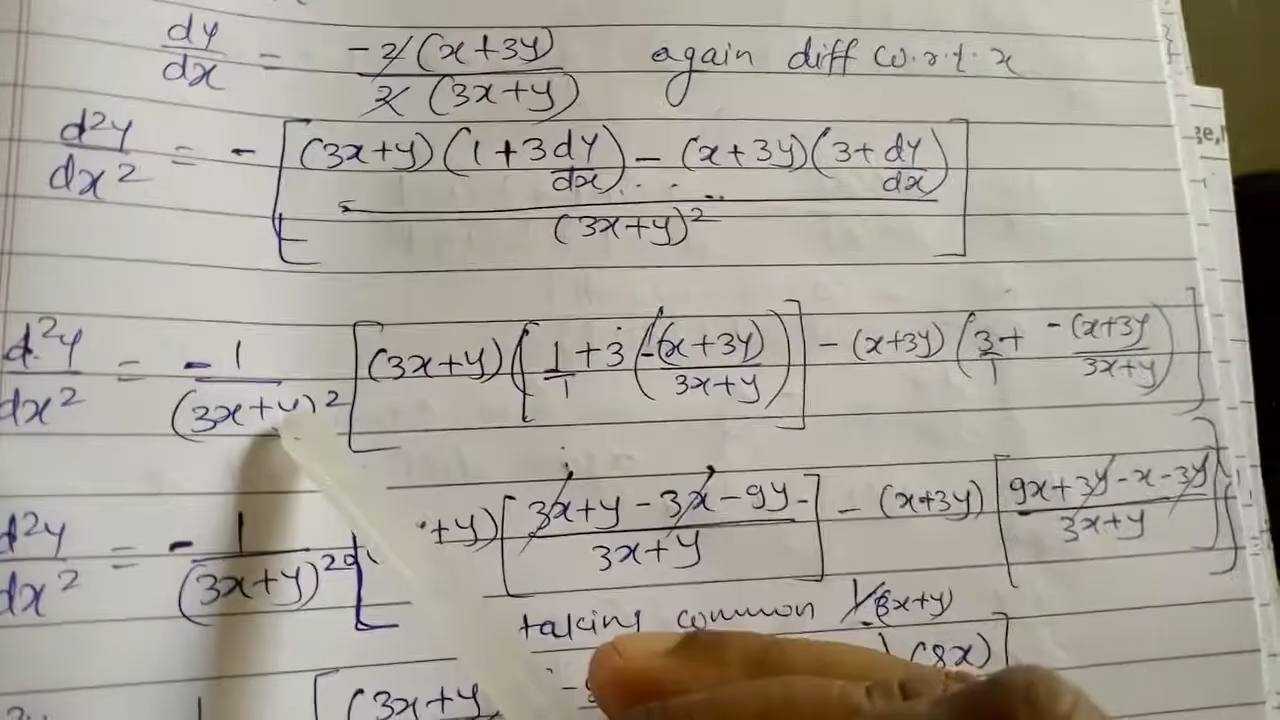 dy/dx = -2(x+3y) / 2(3x+y) again diff w.r.t. x
d²y/dx² = - [(3x+y)(1+3dy/dx) - (x+3y)(3+dy/dx) / (3x+y)²]
d²y/dx² = -1/(3x+y)² [(3x+y)[1/1+3(-(x+3y)/3x+y)] - (x+3y)(3/1+ -(x+3y)/3x+y)]
d²y/dx² = -1/(3x+y)² [+y)[3x+y-3x-9y/3x+y] - (x+3y)[9x+3y-x-3y/3x+y]]
taking common 1/(3x+y)
[(3x+y (8x)]